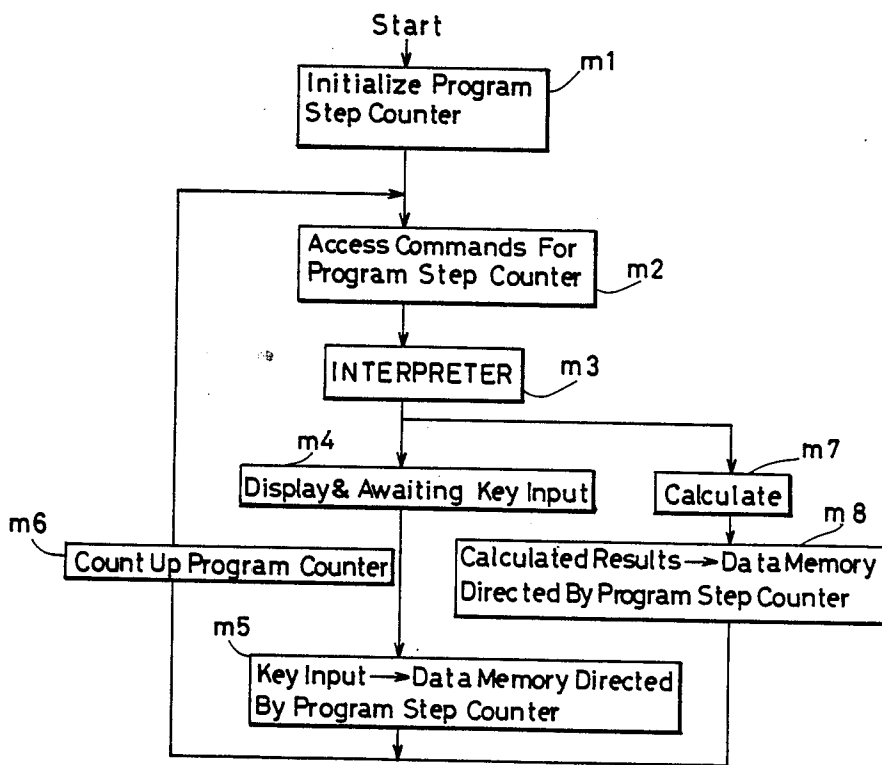 Start
Initialize Program
Step Counter
m1
Access Commands For
Program Step Counter
m2
INTERPRETER
m3
m4
Display & Awaiting Key Input
m7
Calculate
m6
Count Up Program Counter
m8
Calculated Results → Data Memory
Directed By Program Step Counter
m5
Key Input → Data Memory Directed
By Program Step Counter